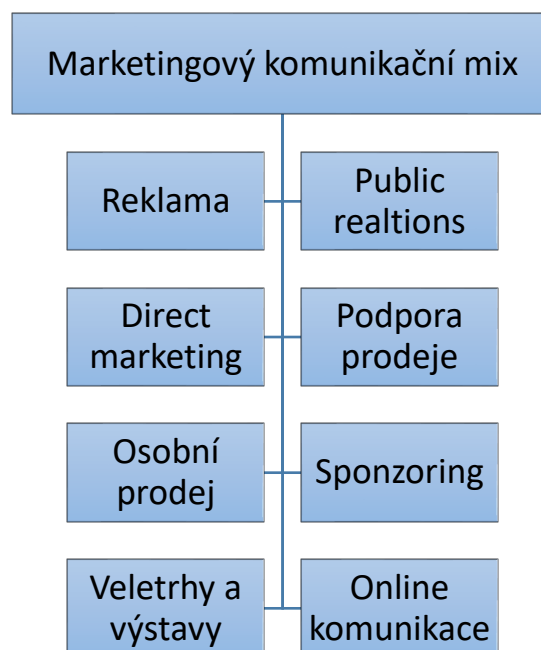 Marketingový komunikační mix
Reklama
Public
realtions
Direct
marketing
Podpora
prodeje
Osobní
prodej
Sponzoring
Veletrhy a
výstavy
Online
komunikace